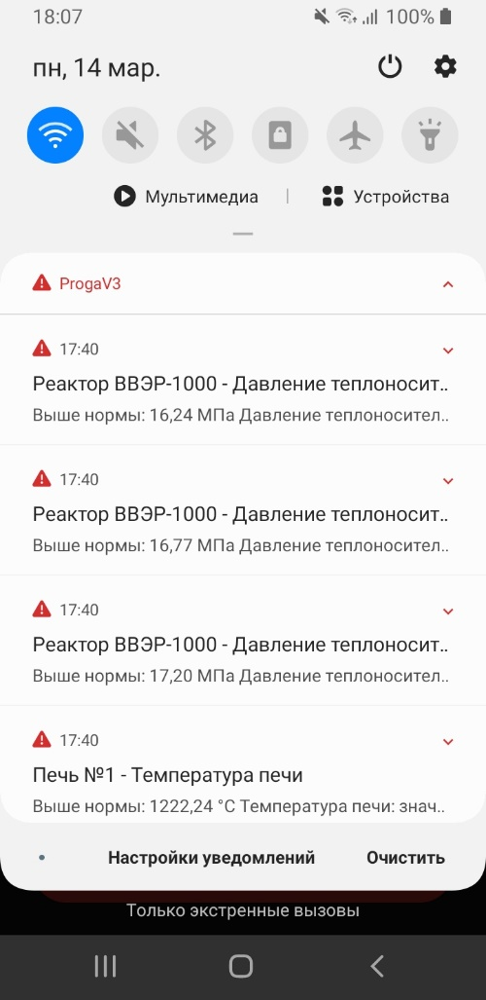 18:07 100%
пн, 14 мар.
Мультимедиа | Устройства
ProgaV3
17:40
Реактор ВВЭР-1000 - Давление теплоносит..
Выше нормы: 16,24 МПа Давление теплоносител..
17:40
Реактор ВВЭР-1000 - Давление теплоносит..
Выше нормы: 16,77 МПа Давление теплоносител..
17:40
Реактор ВВЭР-1000 - Давление теплоносит..
Выше нормы: 17,20 МПа Давление теплоносител..
17:40
Печь №1 - Температура печи
Выше нормы: 1222,24 °C Температура печи: знач..
Настройки уведомлений Очистить
Только экстренные вызовы